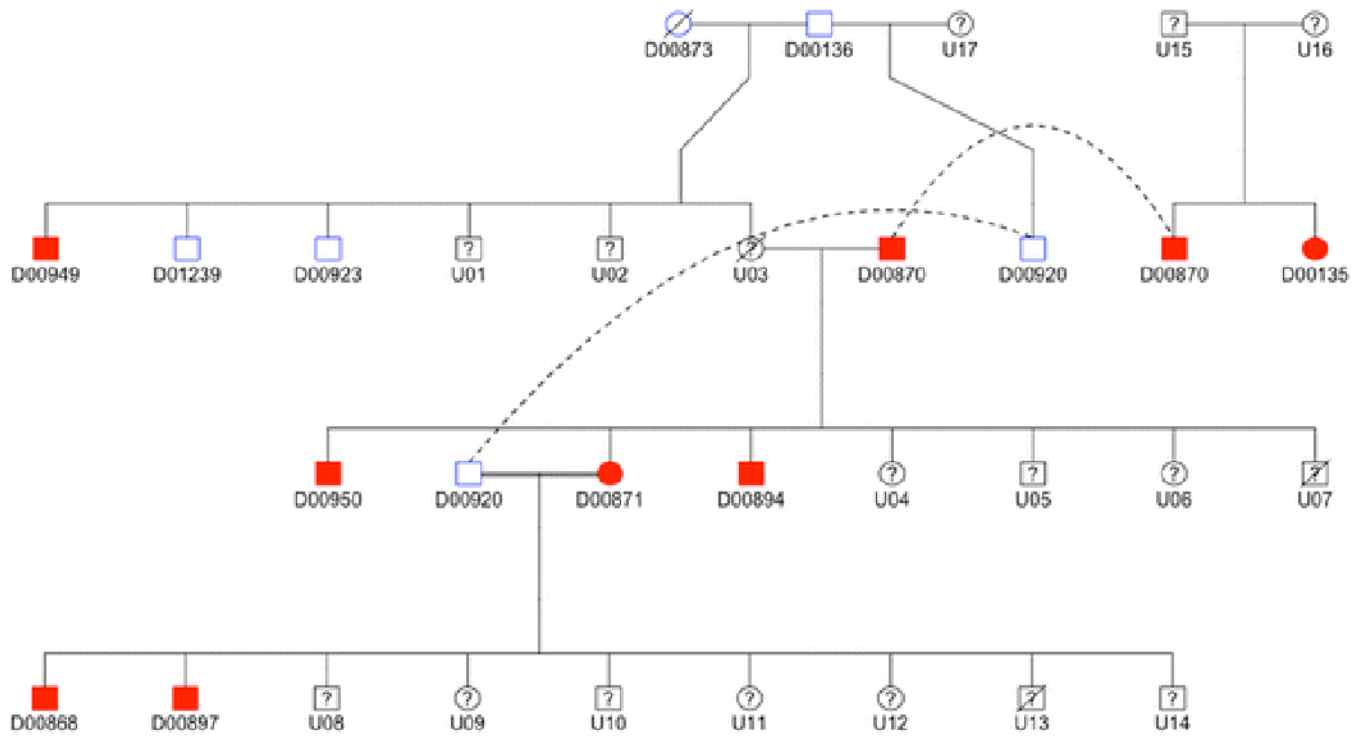 ? ? ?
D00873 D00136 U17 U15 U16
? ? ?
D00949 D01239 D00923 U01 U02 U03 D00870 D00920 D00870 D00135
? ? ? ?
D00950 D00920 D00871 D00894 U04 U05 U06 U07
? ? ? ? ? ? ?
D00868 D00897 U08 U09 U10 U11 U12 U13 U14